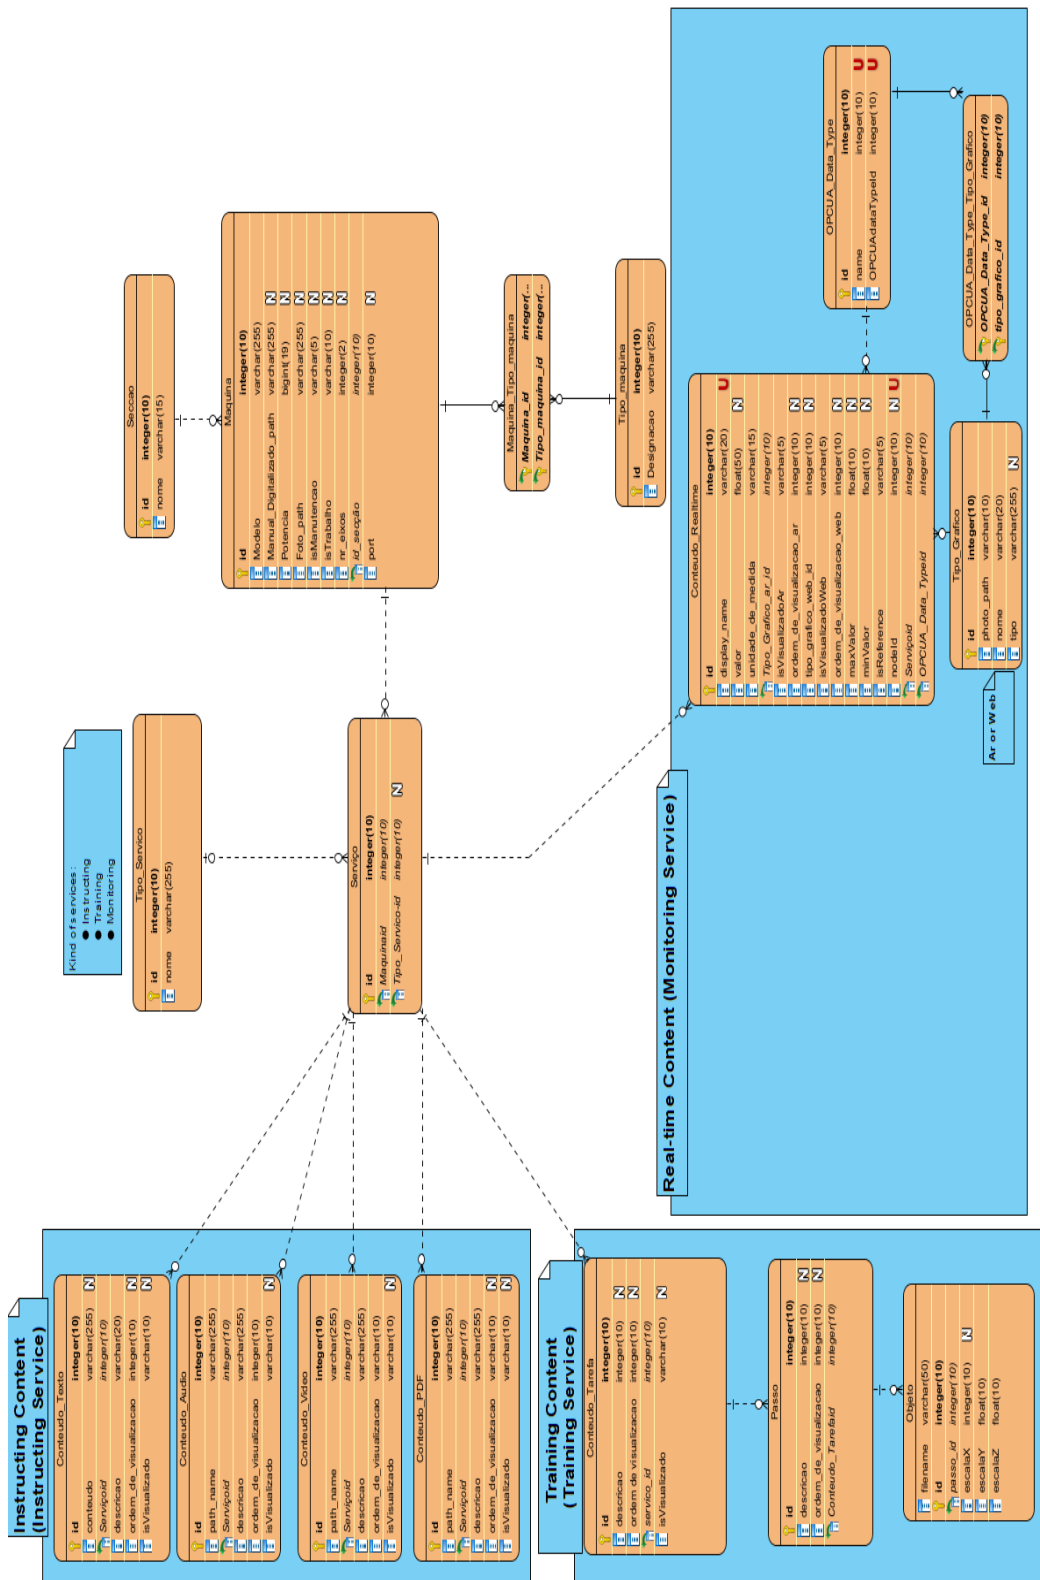 Instructing Content
(Instructing Service)
Conteudo_Texto
id integer(10)
conteudo varchar(255) N
Serviçoid integer(10)
descricao varchar(20)
ordem_de_visualizacao integer(10) N
isVisualizado varchar(10) N
Conteudo_Audio
id integer(10)
path_name varchar(255)
Serviçoid integer(10)
descricao varchar(255)
ordem_de_visualizacao integer(10)
isVisualizado varchar(10) N
Conteudo_Video
id integer(10)
path_name varchar(255)
Serviçoid integer(10)
descricao varchar(255)
ordem_de_visualizacao integer(10)
isVisualizado varchar(10) N
Conteudo_PDF
id integer(10)
path_name varchar(255)
Serviçoid integer(10)
descricao varchar(255)
ordem_de_visualizacao integer(10) N
isVisualizado varchar(10) N
Training Content
(Training Service)
Conteudo_Tarefa
id integer(10)
descricao integer(10) N
ordem de visualizacao integer(10) N
servico_id integer(10)
isVisualizado varchar(10) N
Passo
id integer(10)
descricao integer(10) N
ordem_de_visualizacao integer(10) N
Conteudo_Tarefaid integer(10)
Objeto
filename varchar(50)
id integer(10)
passo_id integer(10)
escalaX integer(10) N
escalaY float(10)
escalaZ float(10)
Kind of services:
● Instructing
● Training
● Monitoring
Tipo_Servico
id integer(10)
nome varchar(255)
Serviço
id integer(10)
Maquinaid integer(10)
Tipo_Servico-id integer(10) N
Seccao
id integer(10)
nome varchar(15)
Maquina
id integer(10)
Modelo varchar(255)
Manual_Digitalizado_path varchar(255) N
Potencia bigint(19) N
Foto_path varchar(255) N
isManutencao varchar(5) N
isTrabalho varchar(10) N
nr_eixos integer(2) N
id_secção integer(10)
port integer(10) N
Maquina_Tipo_maquina
Maquina_id integer(...
Tipo_maquina_id integer(...
Tipo_maquina
id integer(10)
Designacao varchar(255)
Real-time Content (Monitoring Service)
Conteudo_Realtime
id integer(10)
display_name varchar(20) U
valor float(50) N
unidade_de_medida varchar(15)
Tipo_Grafico_ar_id integer(10)
isVisualizadoAr varchar(5)
ordem_de_visualizacao_ar integer(10) N
tipo_grafico_web_id integer(10) N
isVisualizadoWeb varchar(5)
ordem_de_visualizacao_web integer(10) N
maxValor float(10) N
minValor float(10) N
isReference varchar(5)
nodeId integer(10) N U
Serviçoid integer(10)
OPCUA_Data_Typeid integer(10)
OPCUA_Data_Type
id integer(10)
name integer(10) U
OPCUAdataTypeId integer(10) U
Tipo_Grafico
id integer(10)
photo_path varchar(10)
nome varchar(20)
tipo varchar(255) N
Ar or Web
OPCUA_Data_Type_Tipo_Grafico
OPCUA_Data_Type_id integer(10)
tipo_grafico_id integer(10)